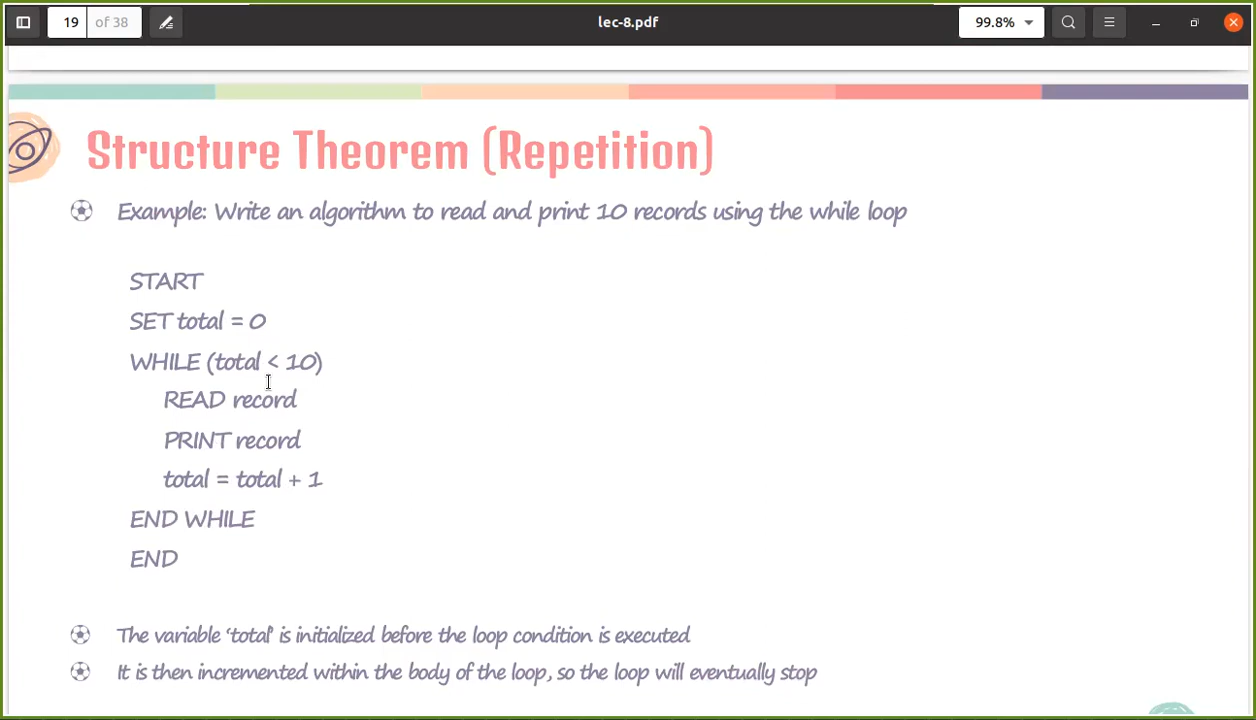 19 of 38
lec-8.pdf
99.8%
Structure Theorem (Repetition)
Example: Write an algorithm to read and print 10 records using the while loop
START
SET total = 0
WHILE (total < 10)
READ record
PRINT record
total = total + 1
END WHILE
END
The variable ‘total’ is initialized before the loop condition is executed
It is then incremented within the body of the loop, so the loop will eventually stop